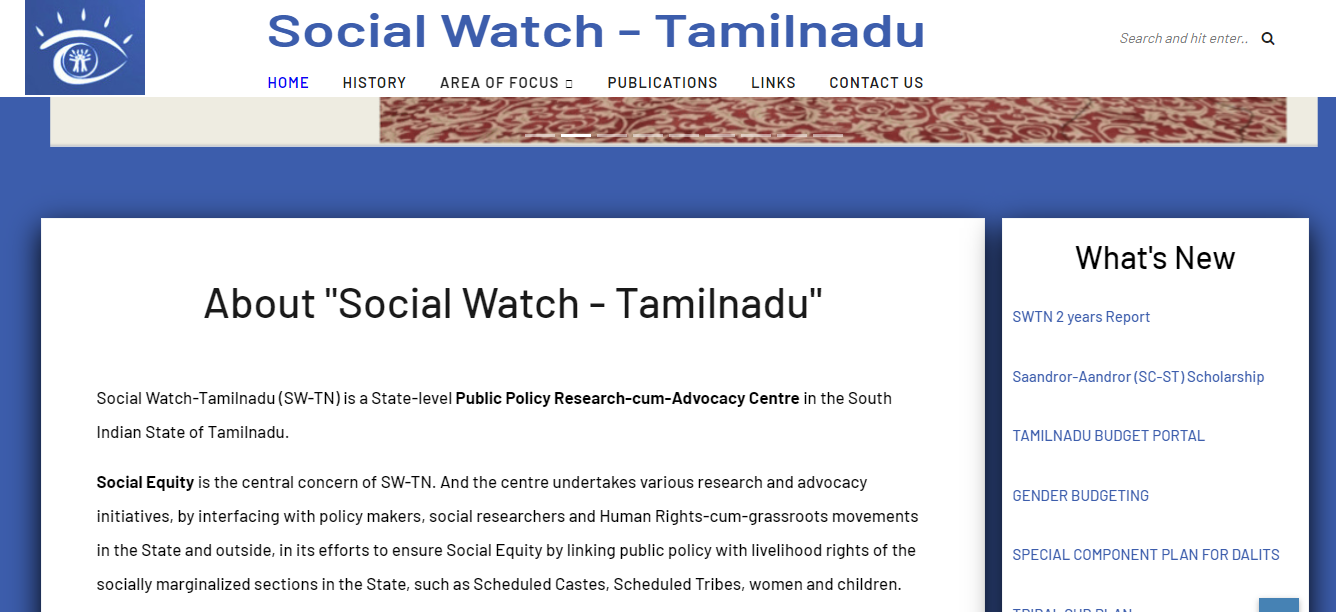 Social Watch - Tamilnadu
Search and hit enter..
HOME HISTORY AREA OF FOCUS PUBLICATIONS LINKS CONTACT US
About "Social Watch - Tamilnadu"
Social Watch-Tamilnadu (SW-TN) is a State-level Public Policy Research-cum-Advocacy Centre in the South
Indian State of Tamilnadu.
Social Equity is the central concern of SW-TN. And the centre undertakes various research and advocacy
initiatives, by interfacing with policy makers, social researchers and Human Rights-cum-grassroots movements
in the State and outside, in its efforts to ensure Social Equity by linking public policy with livelihood rights of the
socially marginalized sections in the State, such as Scheduled Castes, Scheduled Tribes, women and children.
What's New
SWTN 2 years Report
Saandror-Aandror (SC-ST) Scholarship
TAMILNADU BUDGET PORTAL
GENDER BUDGETING
SPECIAL COMPONENT PLAN FOR DALITS